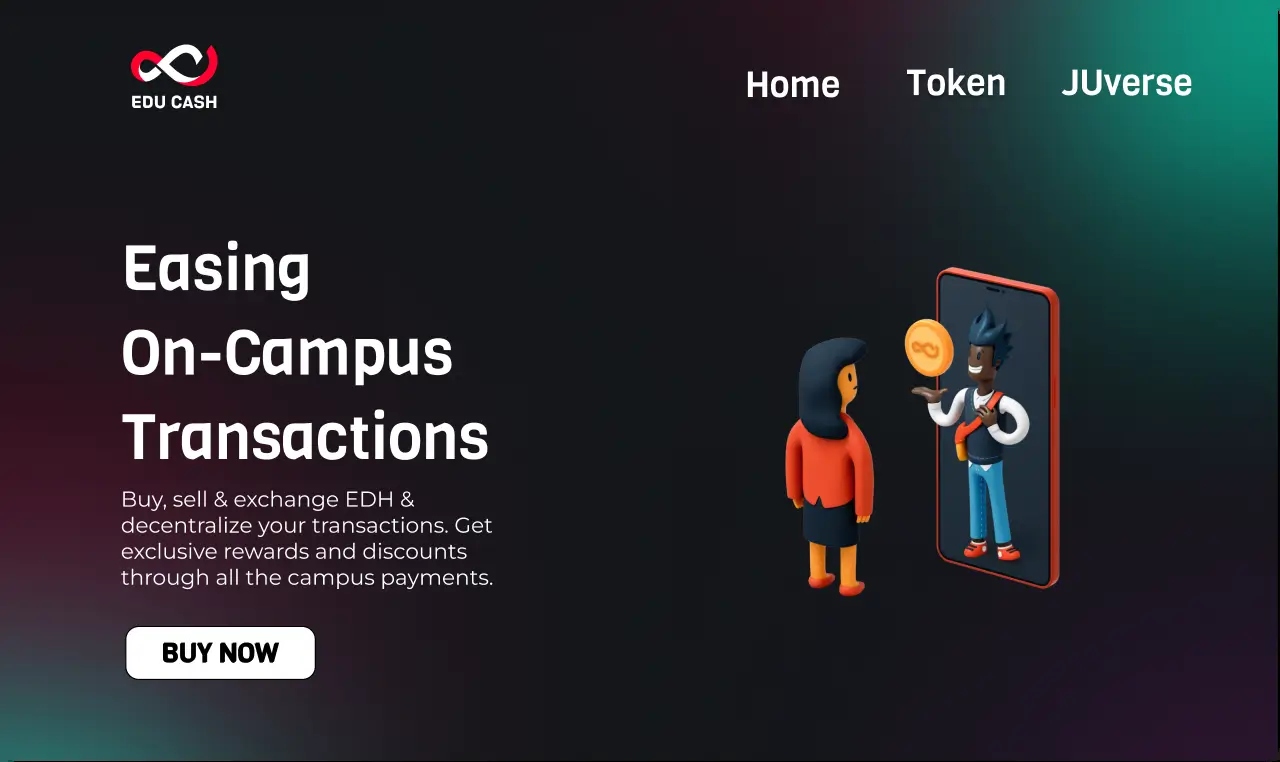 EDU CASH
Home
Token
JUverse
Easing
On-Campus
Transactions
Buy, sell & exchange EDH &
decentralize your transactions. Get
exclusive rewards and discounts
through all the campus payments.
BUY NOW